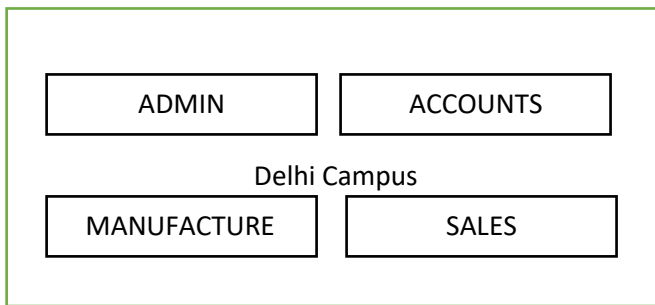 ADMIN
ACCOUNTS
Delhi Campus
MANUFACTURE
SALES